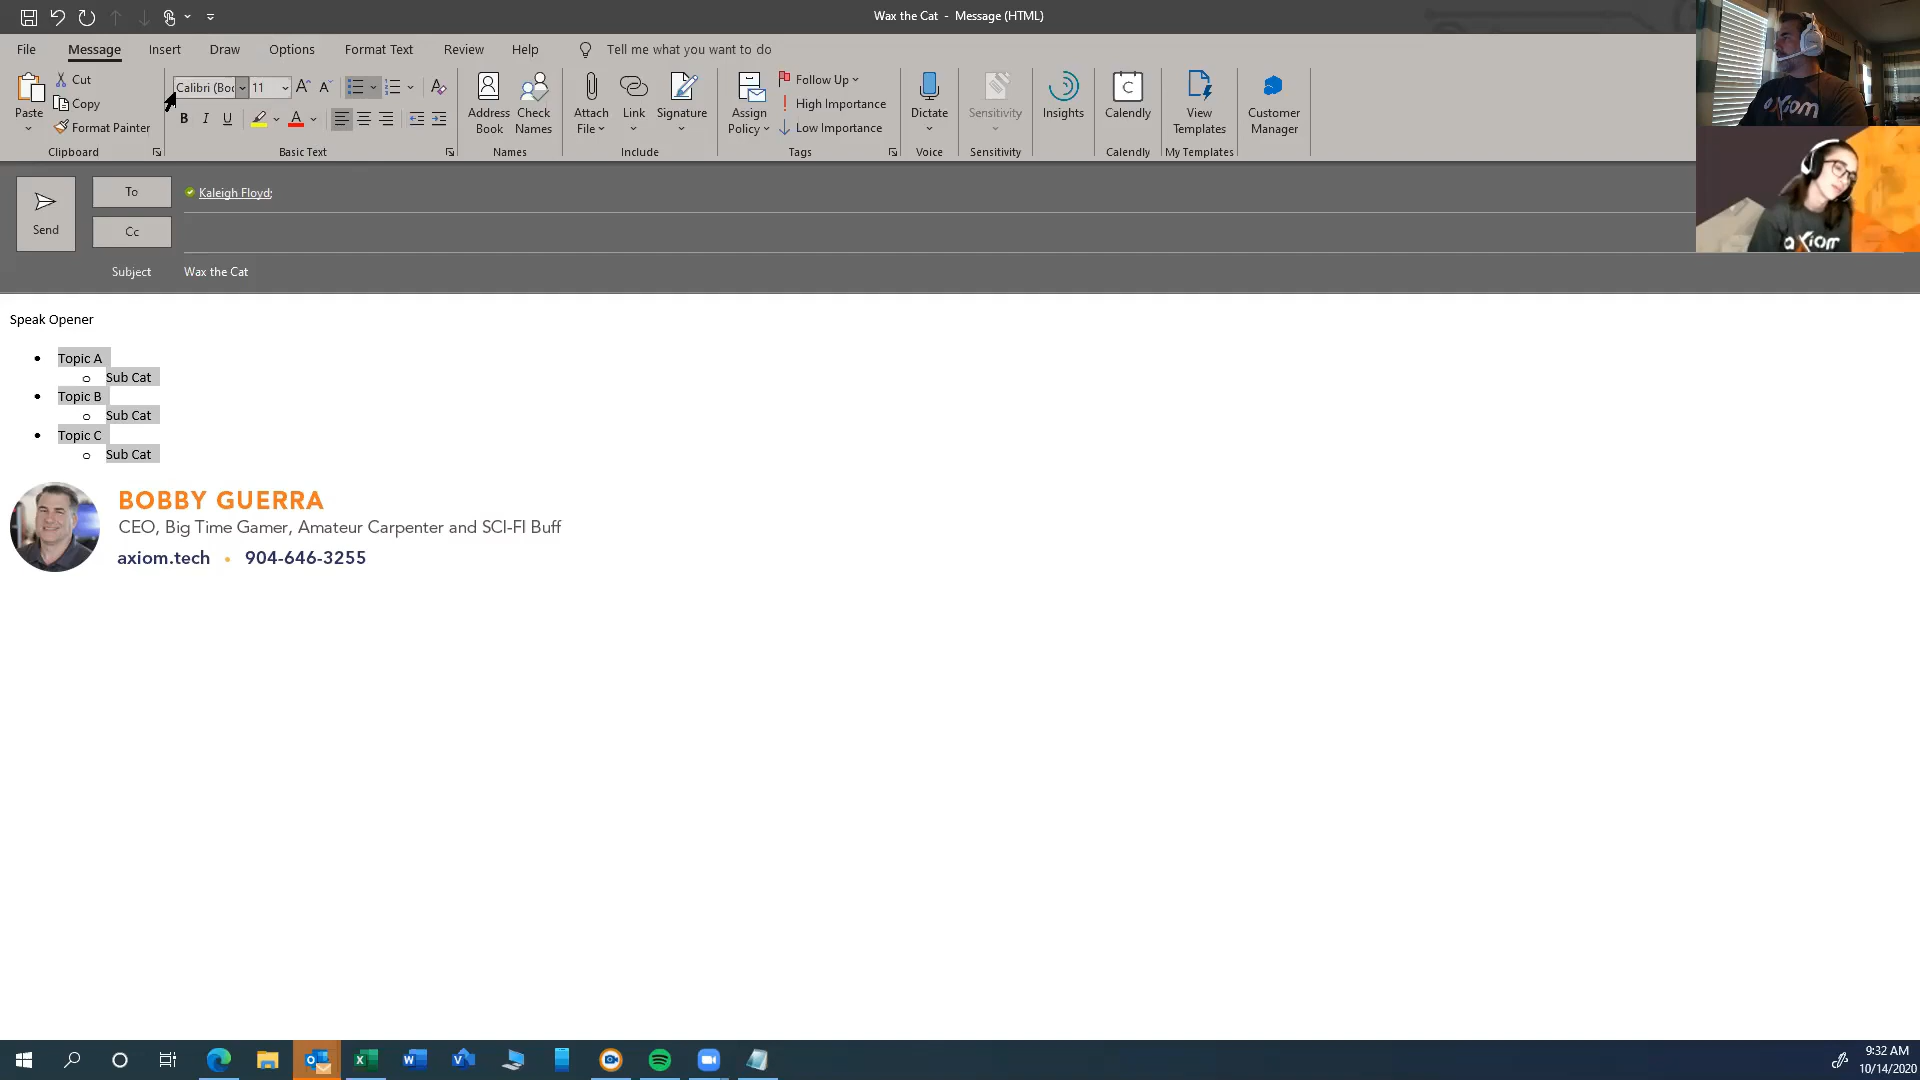 Wax the Cat - Message (HTML)
File Message Insert Draw Options Format Text Review Help Tell me what you want to do
Paste
Cut
Copy
Format Painter
Clipboard
Calibri (Boc 11
B I U
Basic Text
Address Book
Check Names
Names
Attach File
Link
Signature
Include
Assign Policy
Follow Up
High Importance
Low Importance
Tags
Dictate
Voice
Sensitivity
Sensitivity
Insights
Calendly
Calendly
View Templates
My Templates
Customer Manager
axiom
axiom
Send
To
Kaleigh Floyd;
Cc
Subject
Wax the Cat
Speak Opener
• Topic A
o Sub Cat
• Topic B
o Sub Cat
• Topic C
o Sub Cat
BOBBY GUERRA
CEO, Big Time Gamer, Amateur Carpenter and SCI-FI Buff
axiom.tech • 904-646-3255
9:32 AM
10/14/2020